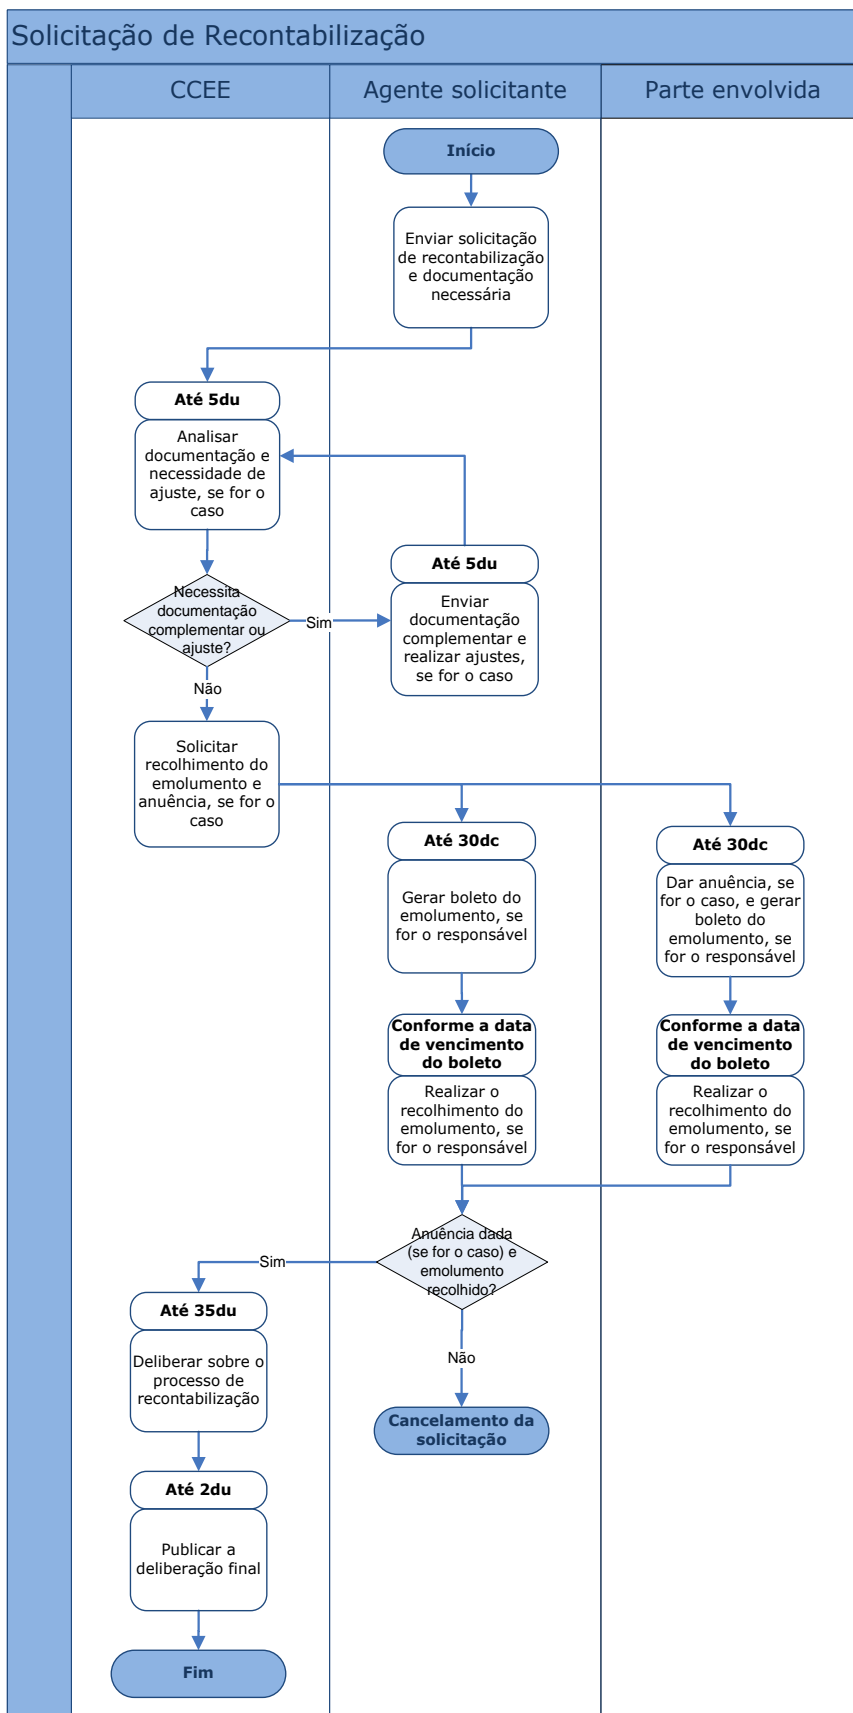 Solicitação de Recontabilização
CCEE
Agente solicitante
Parte envolvida
Início
Enviar solicitação
de recontabilização
e documentação
necessária
Até 5du
Analisar
documentação e
necessidade de
ajuste, se for o
caso
Até 5du
Enviar
documentação
complementar e
realizar ajustes,
se for o caso
Necessita
documentação
complementar ou
ajuste?
Sim
Não
Solicitar
recolhimento do
emolumento e
anuência, se for o
caso
Até 30dc
Gerar boleto do
emolumento, se
for o responsável
Até 30dc
Dar anuência, se
for o caso, e gerar
boleto do
emolumento, se
for o responsável
Conforme a data
de vencimento
do boleto
Realizar o
recolhimento do
emolumento, se
for o responsável
Conforme a data
de vencimento
do boleto
Realizar o
recolhimento do
emolumento, se
for o responsável
Anuência dada
(se for o caso) e
emolumento
recolhido?
Sim
Não
Até 35du
Deliberar sobre o
processo de
recontabilização
Cancelamento da
solicitação
Até 2du
Publicar a
deliberação final
Fim